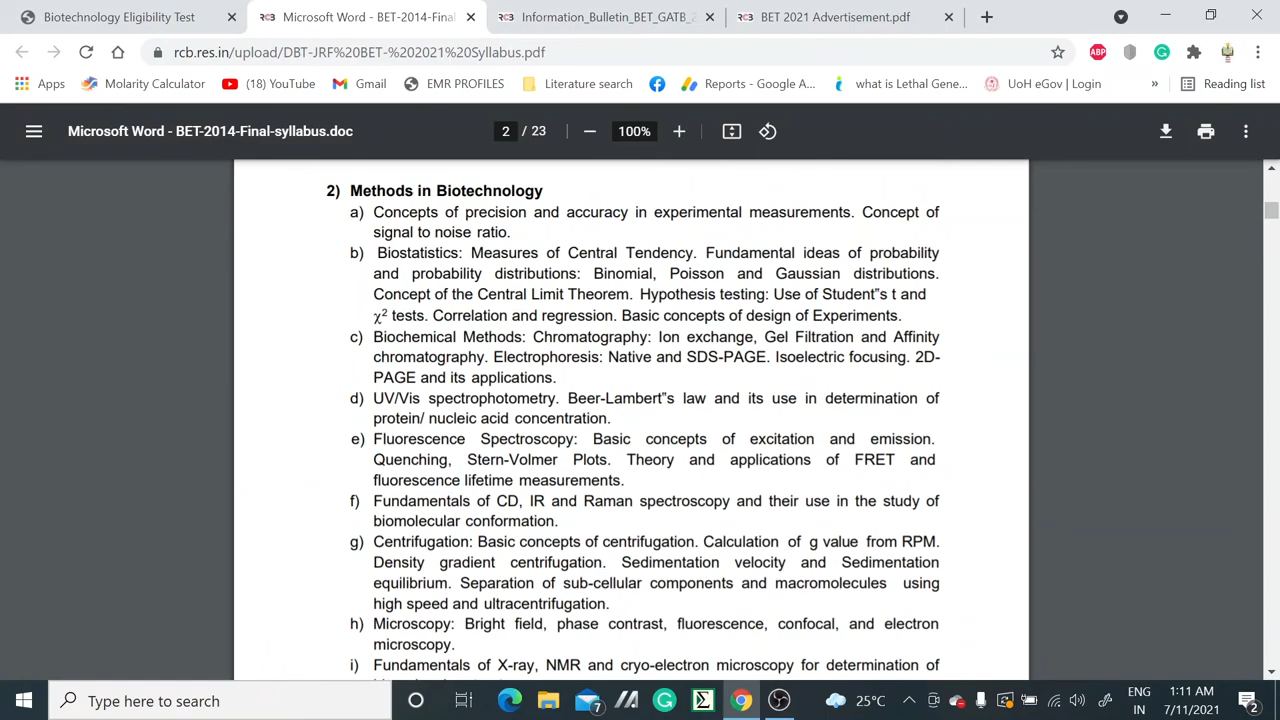 Biotechnology Eligibility Test
Microsoft Word - BET-2014-Final
Information_Bulletin_BET_GATB_2
BET 2021 Advertisement.pdf
rcb.res.in/upload/DBT-JRF%20BET-%202021%20Syllabus.pdf
ABP
Apps
Molarity Calculator
(18) YouTube
Gmail
EMR PROFILES
Literature search
Reports - Google A...
what is Lethal Gene...
UoH eGov | Login
»
Reading list
Microsoft Word - BET-2014-Final-syllabus.doc
2 / 23
100%
2) Methods in Biotechnology
a) Concepts of precision and accuracy in experimental measurements. Concept of
signal to noise ratio.
b) Biostatistics: Measures of Central Tendency. Fundamental ideas of probability
and probability distributions: Binomial, Poisson and Gaussian distributions.
Concept of the Central Limit Theorem. Hypothesis testing: Use of Student"s t and
χ2 tests. Correlation and regression. Basic concepts of design of Experiments.
c) Biochemical Methods: Chromatography: Ion exchange, Gel Filtration and Affinity
chromatography. Electrophoresis: Native and SDS-PAGE. Isoelectric focusing. 2D-
PAGE and its applications.
d) UV/Vis spectrophotometry. Beer-Lambert"s law and its use in determination of
protein/ nucleic acid concentration.
e) Fluorescence Spectroscopy: Basic concepts of excitation and emission.
Quenching, Stern-Volmer Plots. Theory and applications of FRET and
fluorescence lifetime measurements.
f) Fundamentals of CD, IR and Raman spectroscopy and their use in the study of
biomolecular conformation.
g) Centrifugation: Basic concepts of centrifugation. Calculation of g value from RPM.
Density gradient centrifugation. Sedimentation velocity and Sedimentation
equilibrium. Separation of sub-cellular components and macromolecules using
high speed and ultracentrifugation.
h) Microscopy: Bright field, phase contrast, fluorescence, confocal, and electron
microscopy.
i) Fundamentals of X-ray, NMR and cryo-electron microscopy for determination of
Type here to search
7
25°C
ENG
IN
1:11 AM
7/11/2021
2